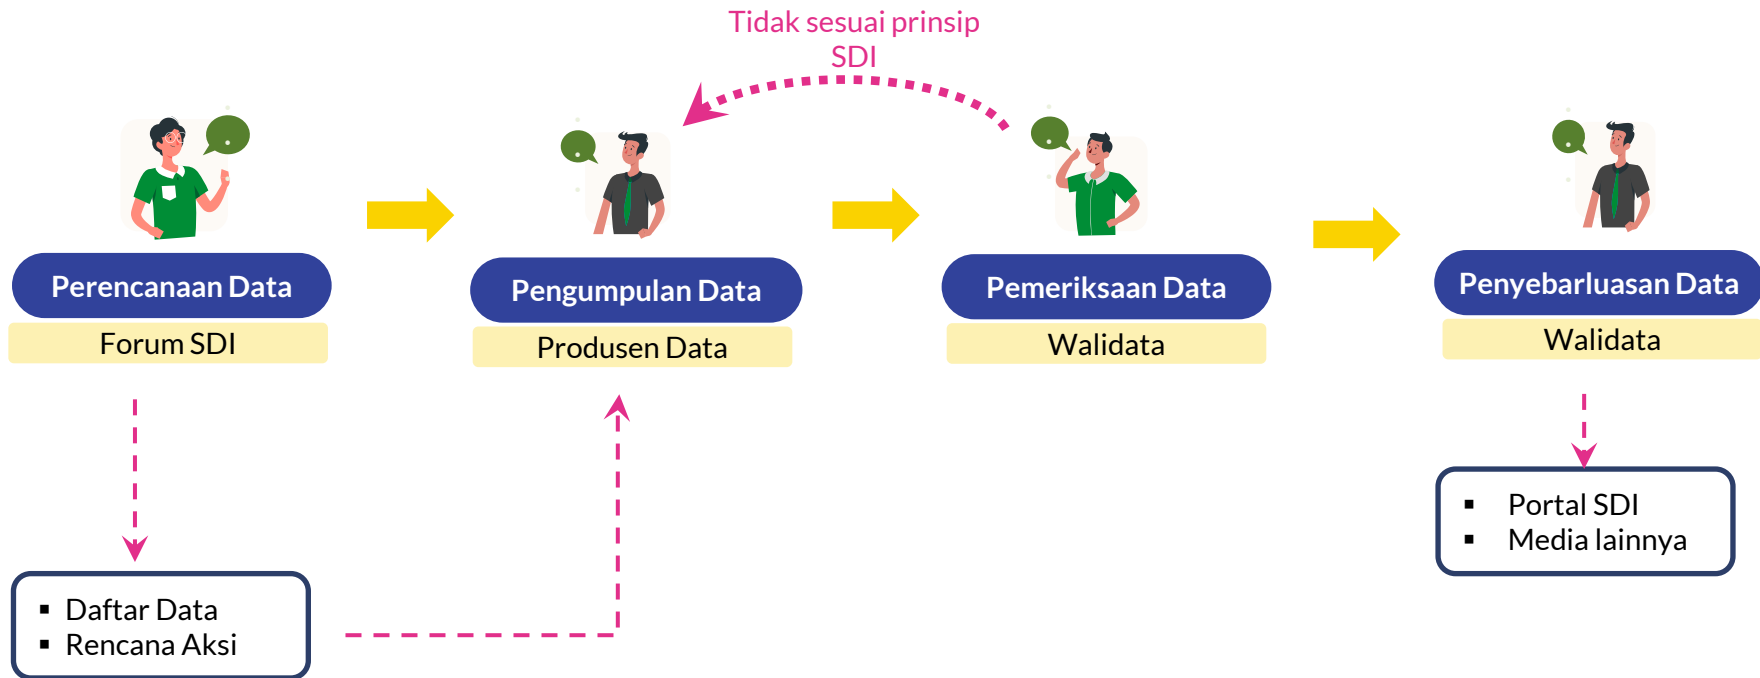 Tidak sesuai prinsip
SDI
Perencanaan Data
Forum SDI
Pengumpulan Data
Produsen Data
Pemeriksaan Data
Walidata
Penyebarluasan Data
Walidata
▪ Daftar Data
▪ Rencana Aksi
▪ Portal SDI
▪ Media lainnya